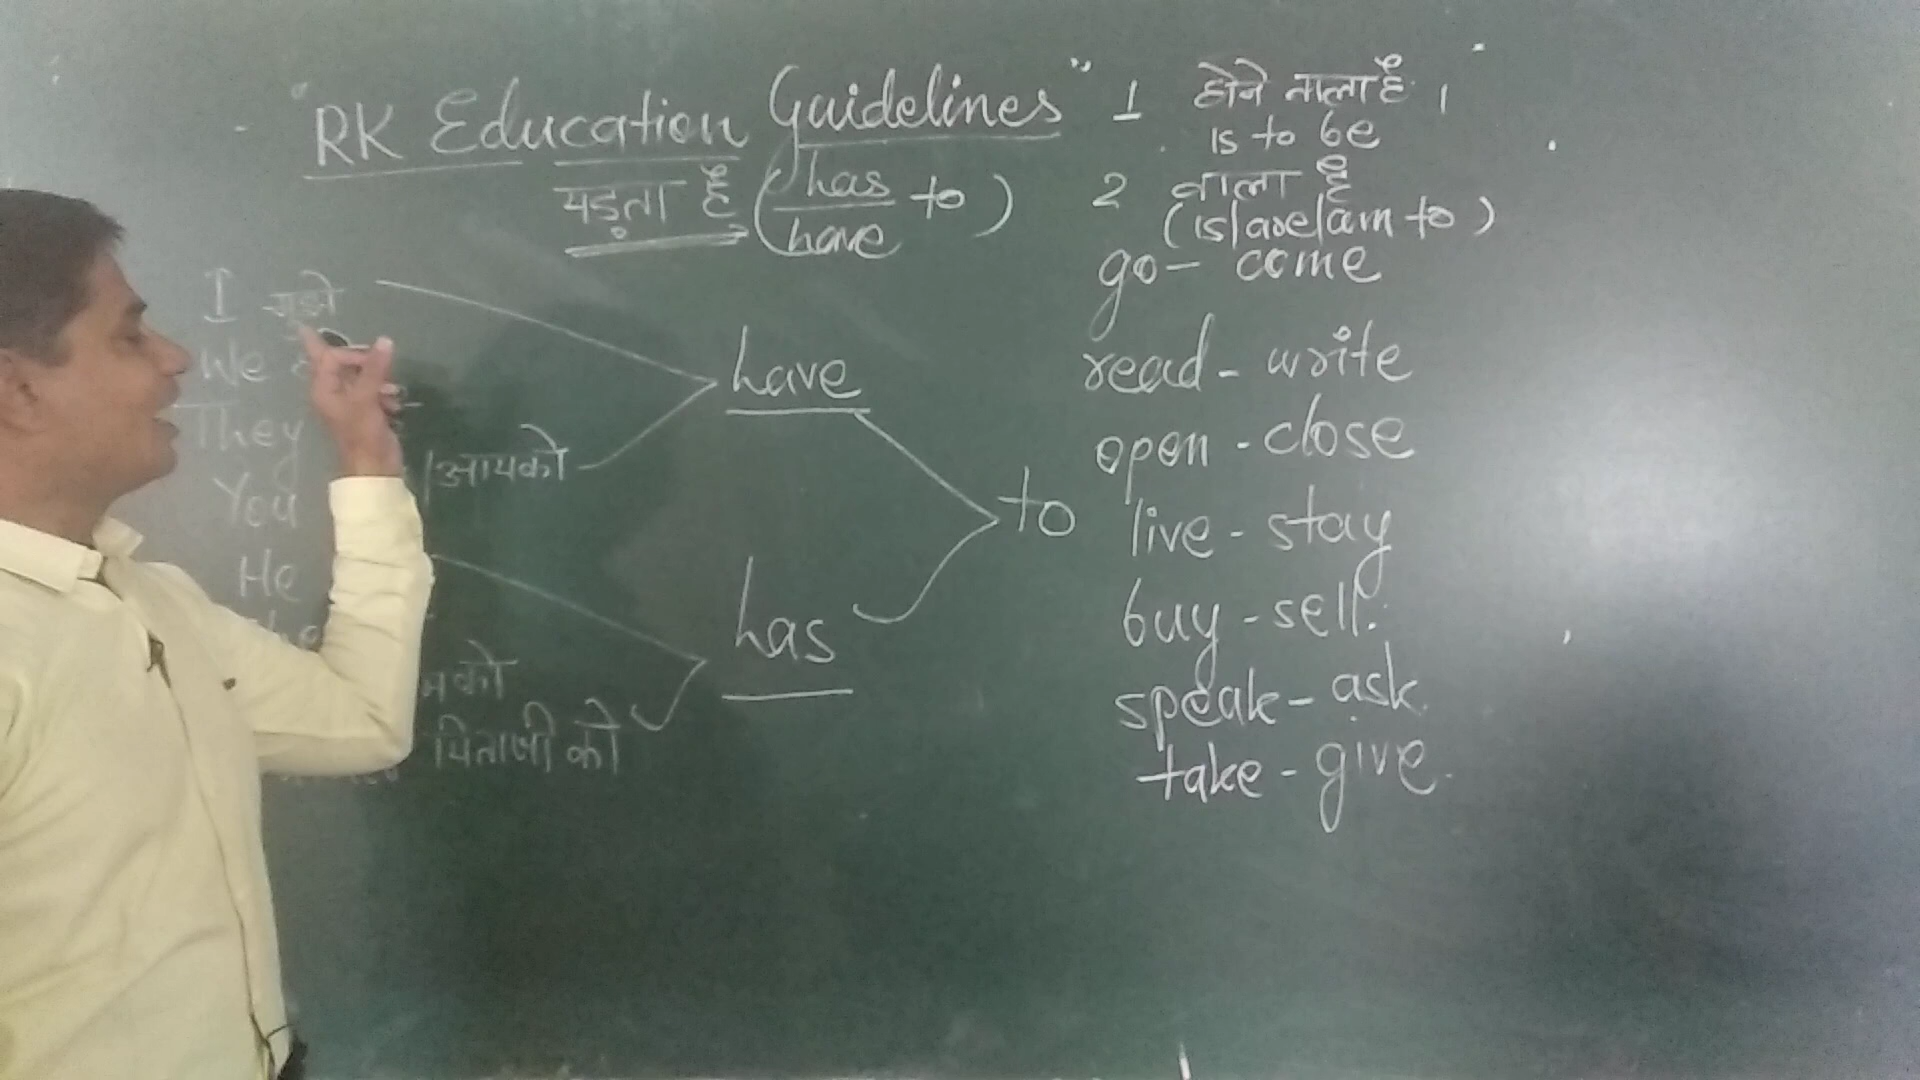 "RK Education Guidelines"
पड़ता है ( has/have to )
1 होने वाला है ।
is to be
2 वाला है
(is/are/am to)
I मुझे
We
They
You /आपको
He
मको
पिताजी को
have
has
to
go - come
read - write
open - close
live - stay
buy - sell
speak - ask
take - give